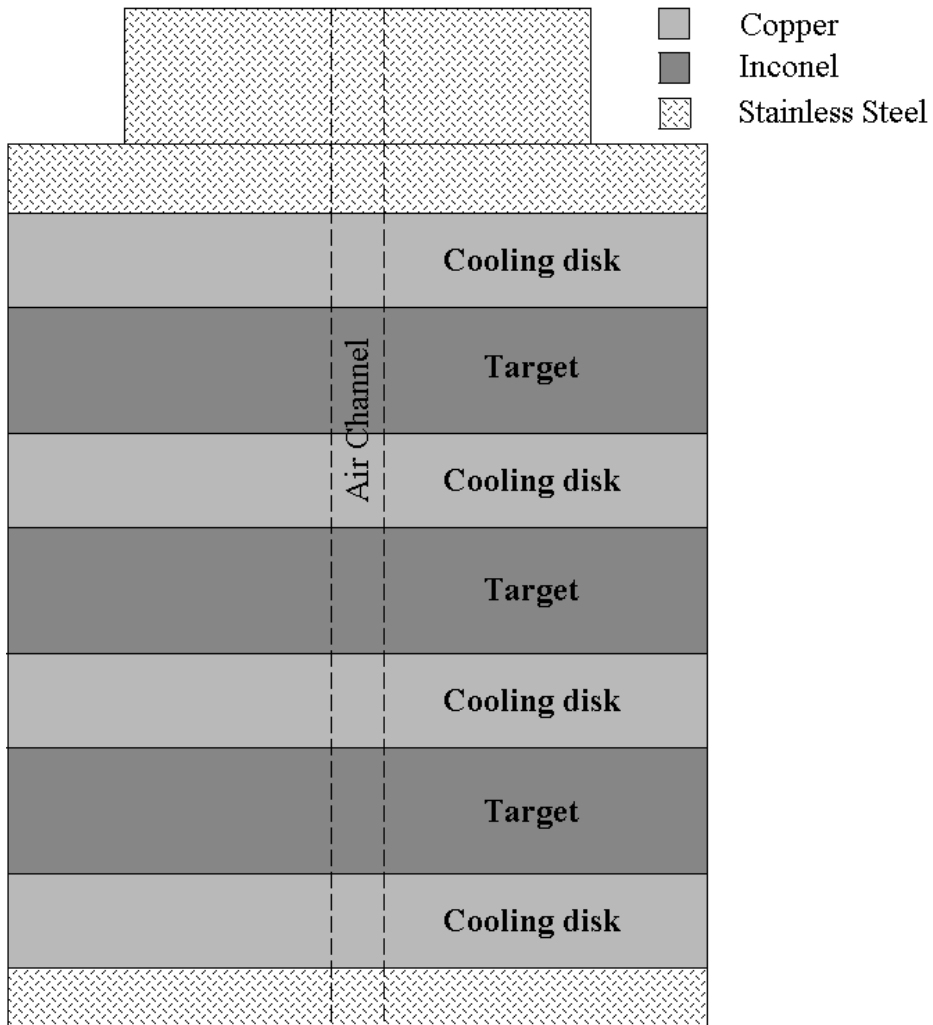 Copper
Inconel
Stainless Steel
Cooling disk
Target
Air Channel
Cooling disk
Target
Cooling disk
Target
Cooling disk